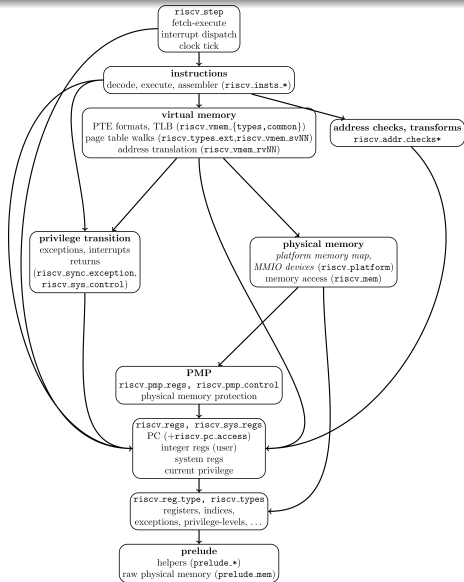 riscv_step
fetch-execute
interrupt dispatch
clock tick
instructions
decode, execute, assembler (riscv_insts_*)
virtual memory
PTE formats, TLB (riscv_vmem_{types,common})
page table walks (riscv_types_ext,riscv_vmem_svNN)
address translation (riscv_vmem_rvNN)
address checks, transforms
riscv_addr_checks*
privilege transition
exceptions, interrupts
returns
(riscv_sync_exception,
riscv_sys_control)
physical memory
platform memory map,
MMIO devices (riscv_platform)
memory access (riscv_mem)
PMP
riscv_pmp_regs, riscv_pmp_control
physical memory protection
riscv_regs, riscv_sys_regs
PC (+riscv_pc_access)
integer regs (user)
system regs
current privilege
riscv_reg_type, riscv_types
registers, indices,
exceptions, privilege-levels, ...
prelude
helpers (prelude_*)
raw physical memory (prelude_mem)